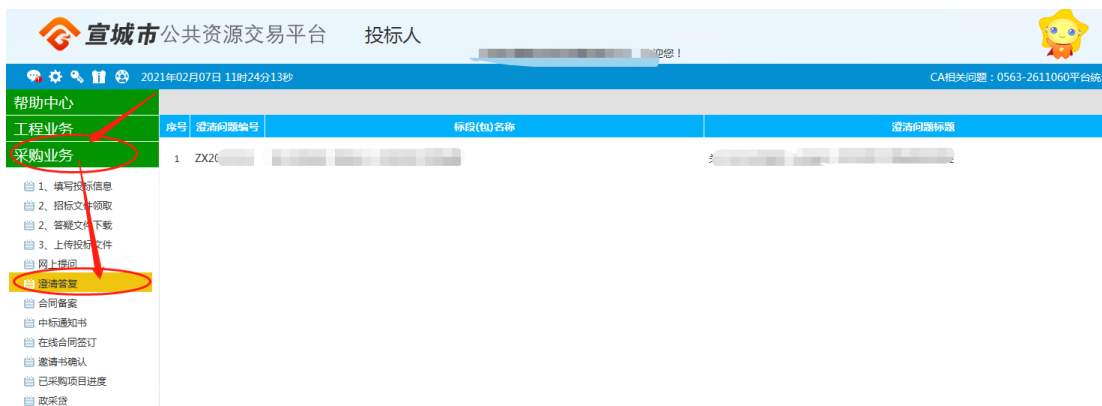 宣城市公共资源交易平台 投标人
迎您！
2021年02月07日 11时24分13秒 CA相关问题：0563-2611060平台统
帮助中心
工程业务
序号 澄清问题编号 标段(包)名称 澄清问题标题
采购业务
1 ZX20
1、填写投标信息
2、招标文件领取
2、答疑文件下载
3、上传投标文件
网上提问
澄清答复
合同备案
中标通知书
在线合同签订
邀请书确认
已采购项目进度
政采贷